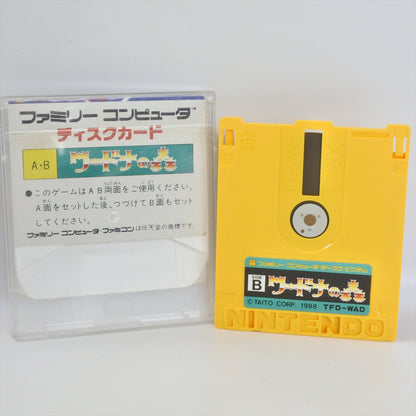 ファミリー コンピュータ
ディスクカード
A・B
ワードナの森
●このゲームはAB両面をご使用ください。
A面をセットした後、つづけてB面もセット
してください。
ファミリーコンピュータ・ファミコンは任天堂の商標です。
ファミリーコンピュータ ディスクシステム
SIDE
B
ワードナの森
©TAITO CORP. 1988 TFD-WAD
NINTENDO